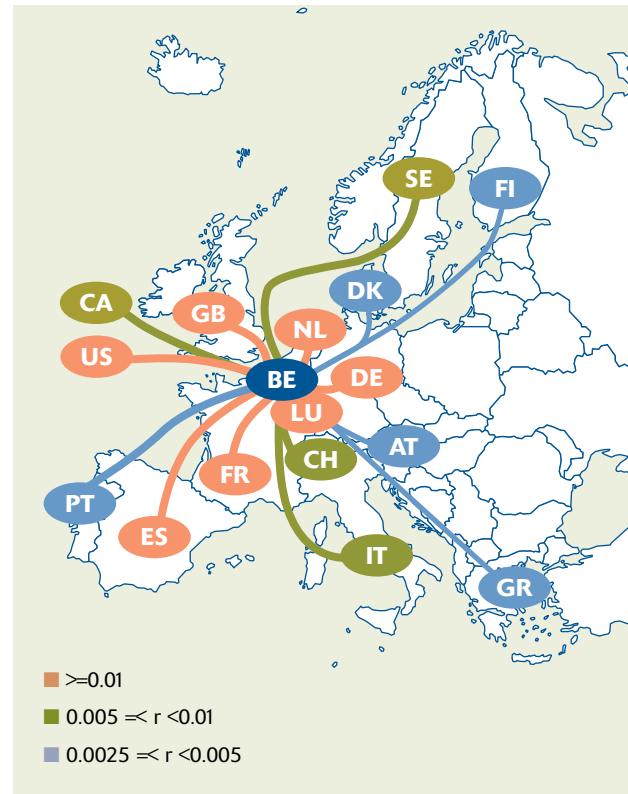 SE
FI
DK
CA
GB
NL
US
BE
DE
LU
AT
CH
FR
PT
ES
IT
GR
>=0.01
0.005 =< r <0.01
0.0025 =< r <0.005